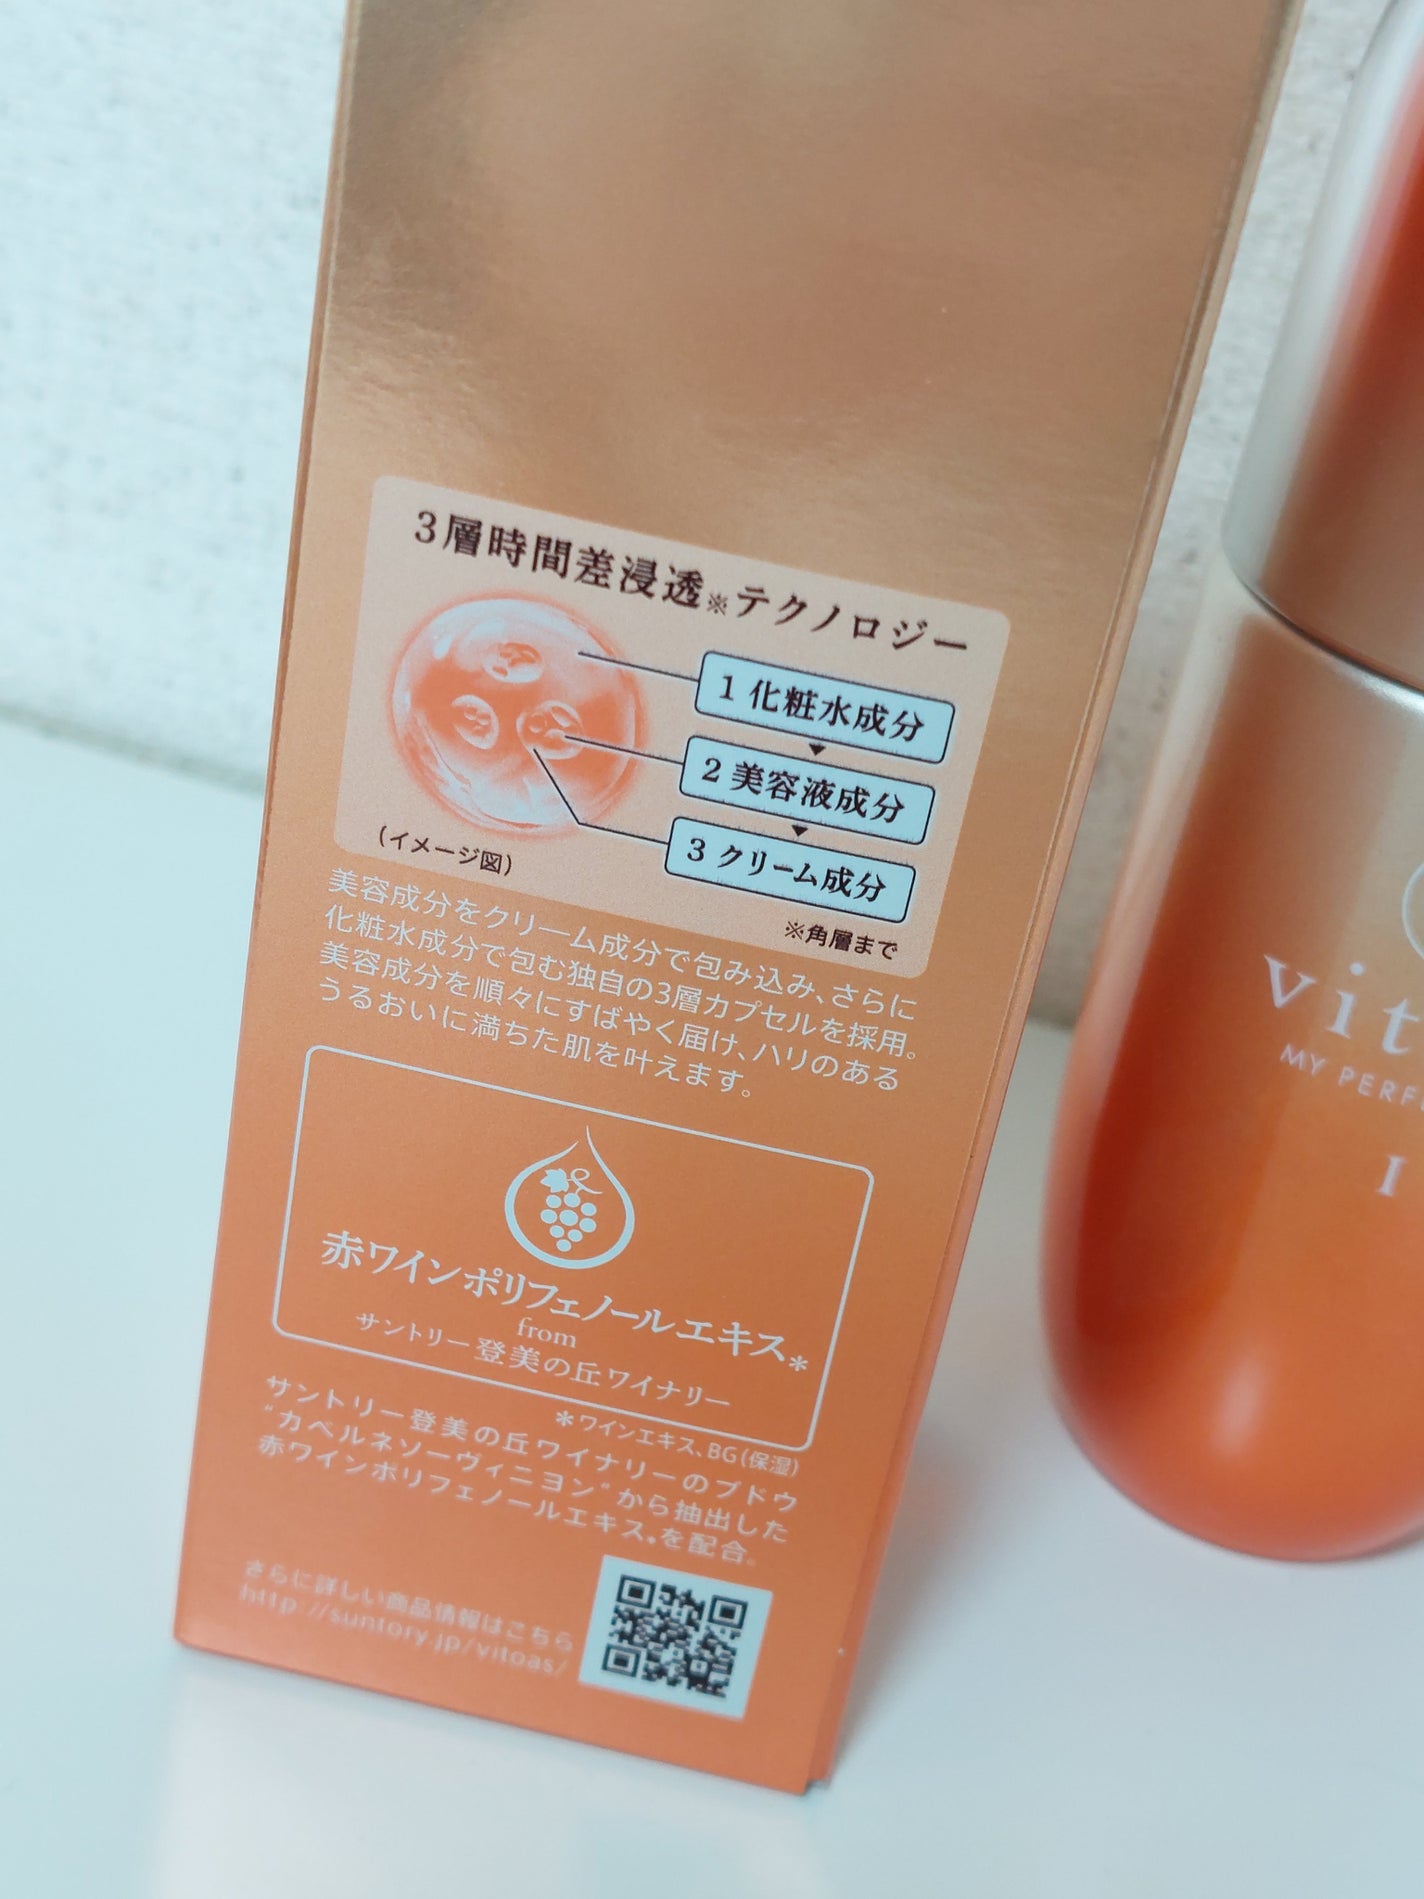 3層時間差浸透※テクノロジー
1 化粧水成分
2 美容液成分
3 クリーム成分
(イメージ図)
※角層まで
美容成分をクリーム成分で包み込み、さらに
化粧水成分で包む独自の3層カプセルを採用。
美容成分を順々にすばやく届け、ハリのある
うるおいに満ちた肌を叶えます。
赤ワインポリフェノールエキス*
from
サントリー登美の丘ワイナリー
*ワインエキス、BG(保湿)
サントリー登美の丘ワイナリーのブドウ
“カベルネソーヴィニヨン”から抽出した
赤ワインポリフェノールエキス*を配合。
さらに詳しい商品情報はこちら
http://suntory.jp/vitoas/
vit
MY PERF
I